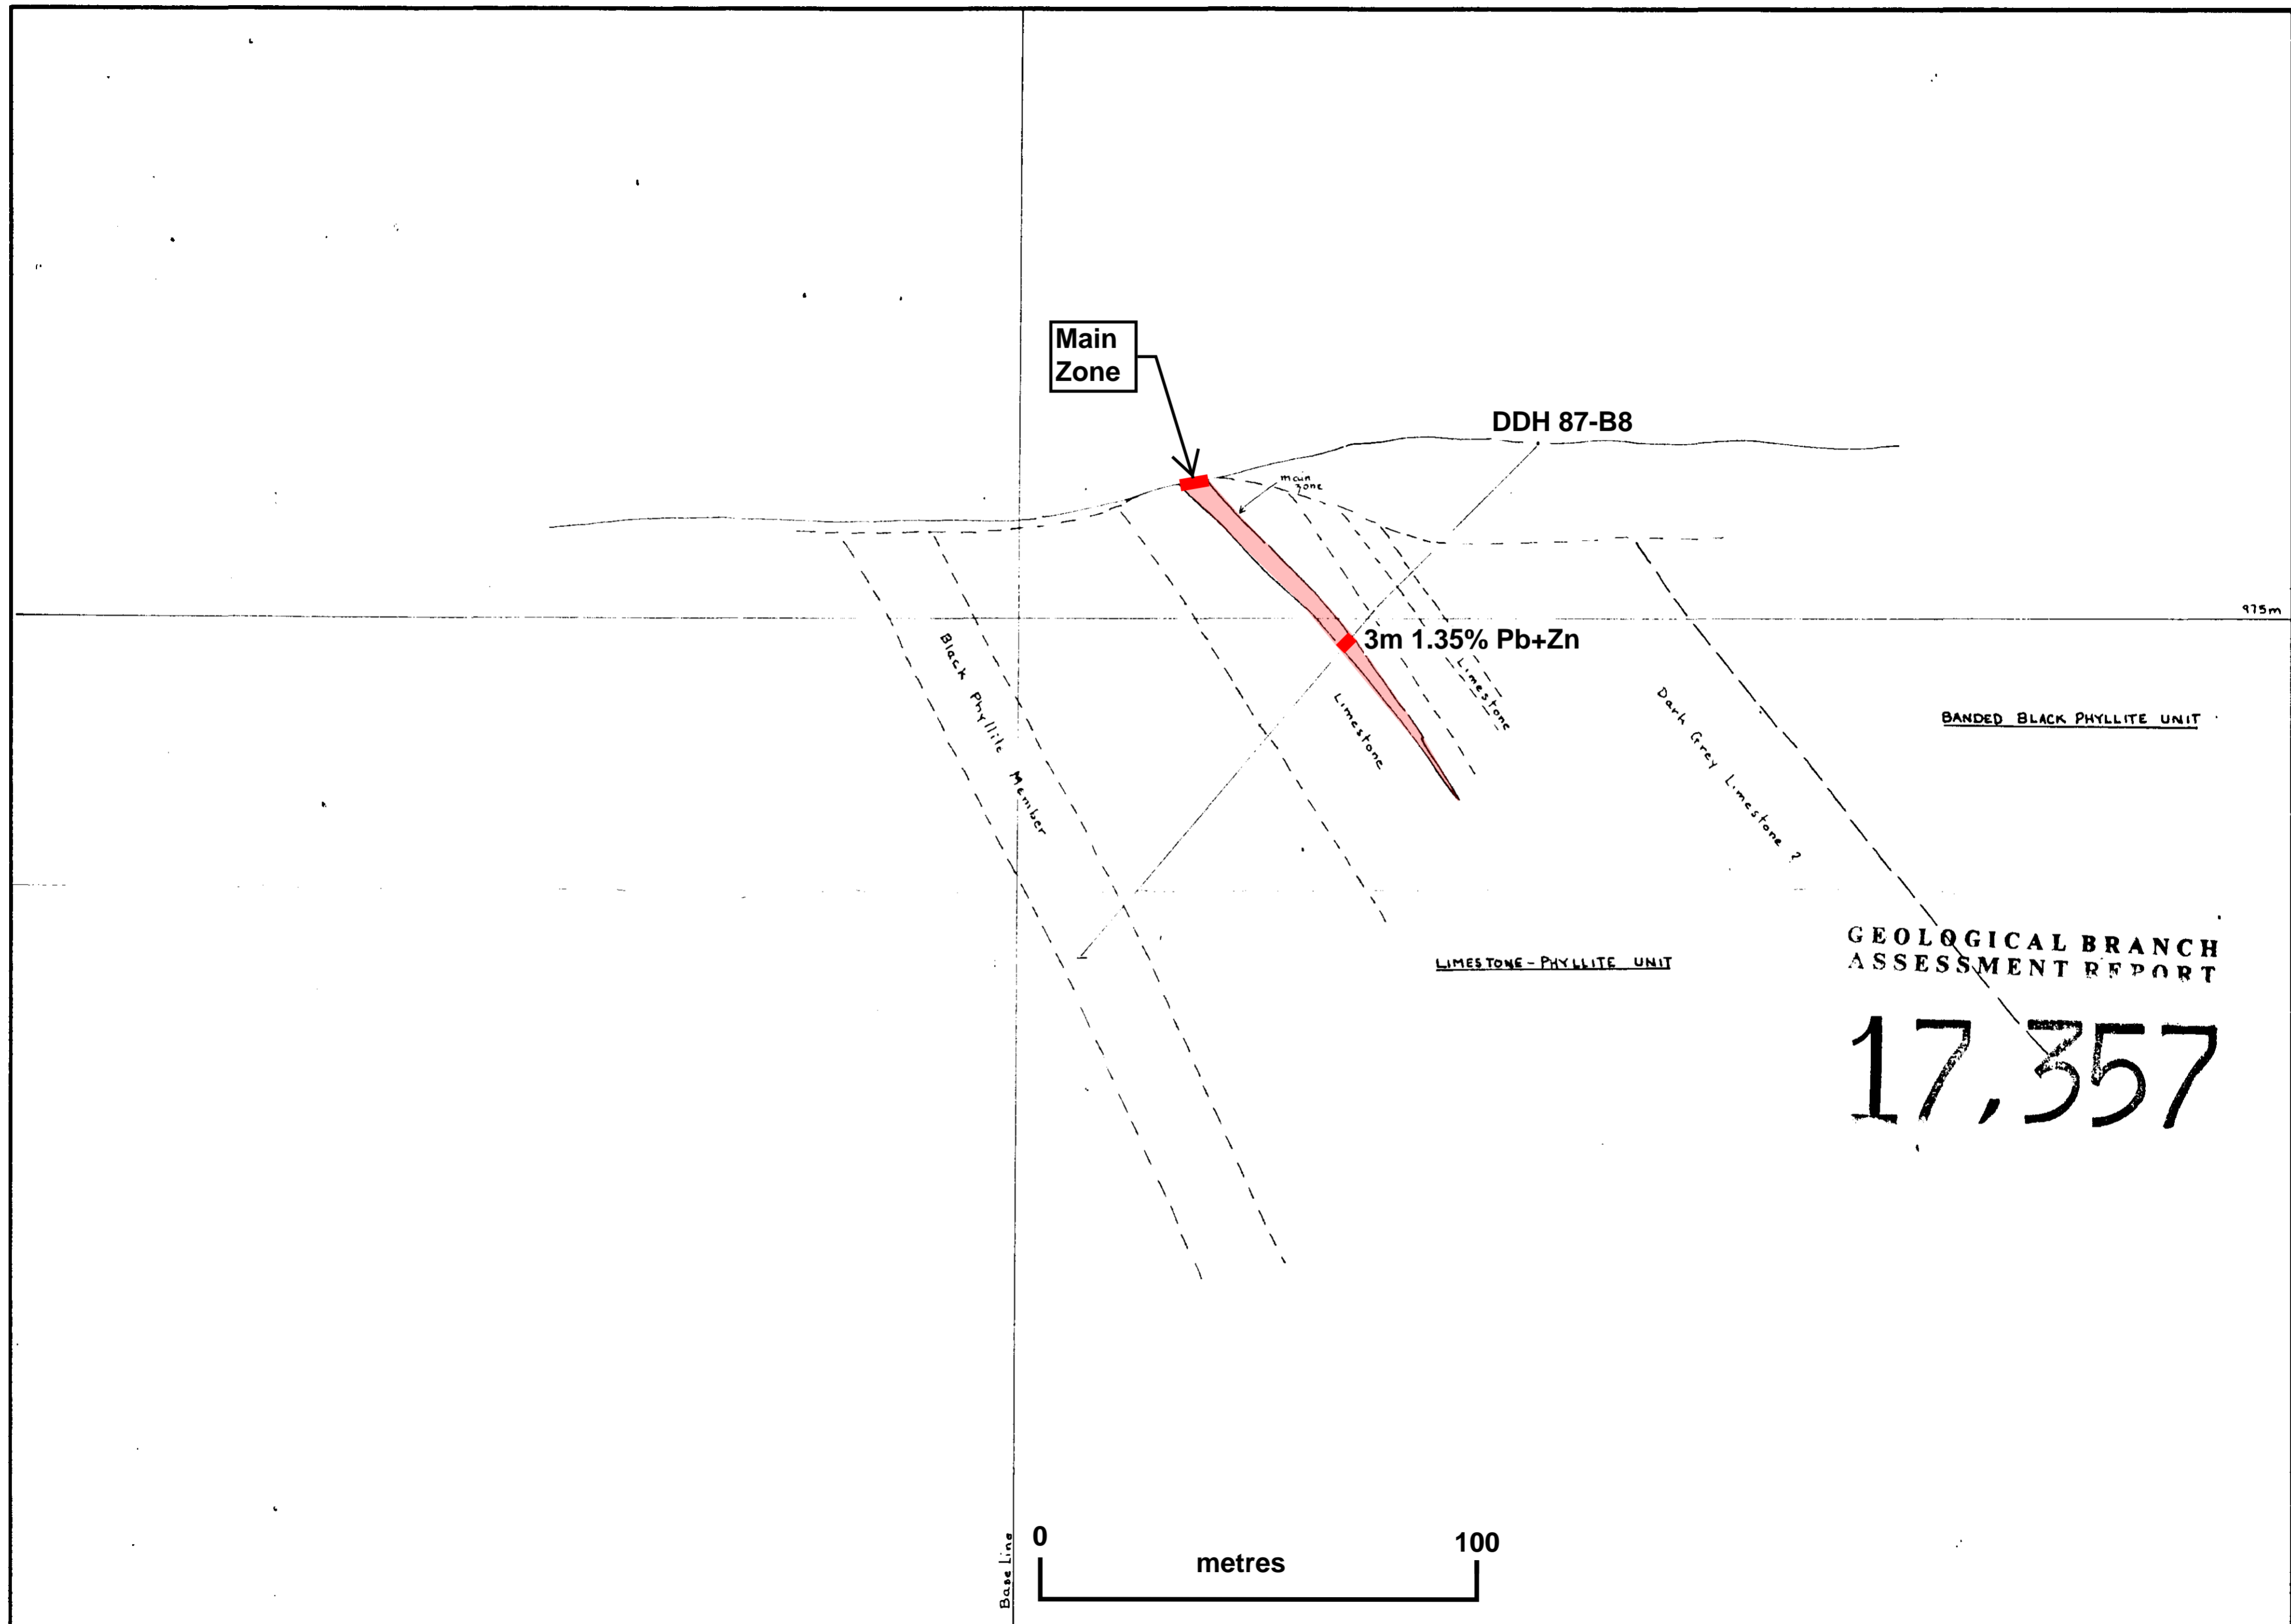 Main
Zone
DDH 87-B8
main
zone
975m
3m 1.35% Pb+Zn
Black Phyllite Member
Limestone
Limestone
Dark Grey Limestone ?
BANDED BLACK PHYLLITE UNIT
LIMESTONE - PHYLLITE UNIT
GEOLOGICAL BRANCH
ASSESSMENT REPORT
17,357
Base Line
0
100
metres